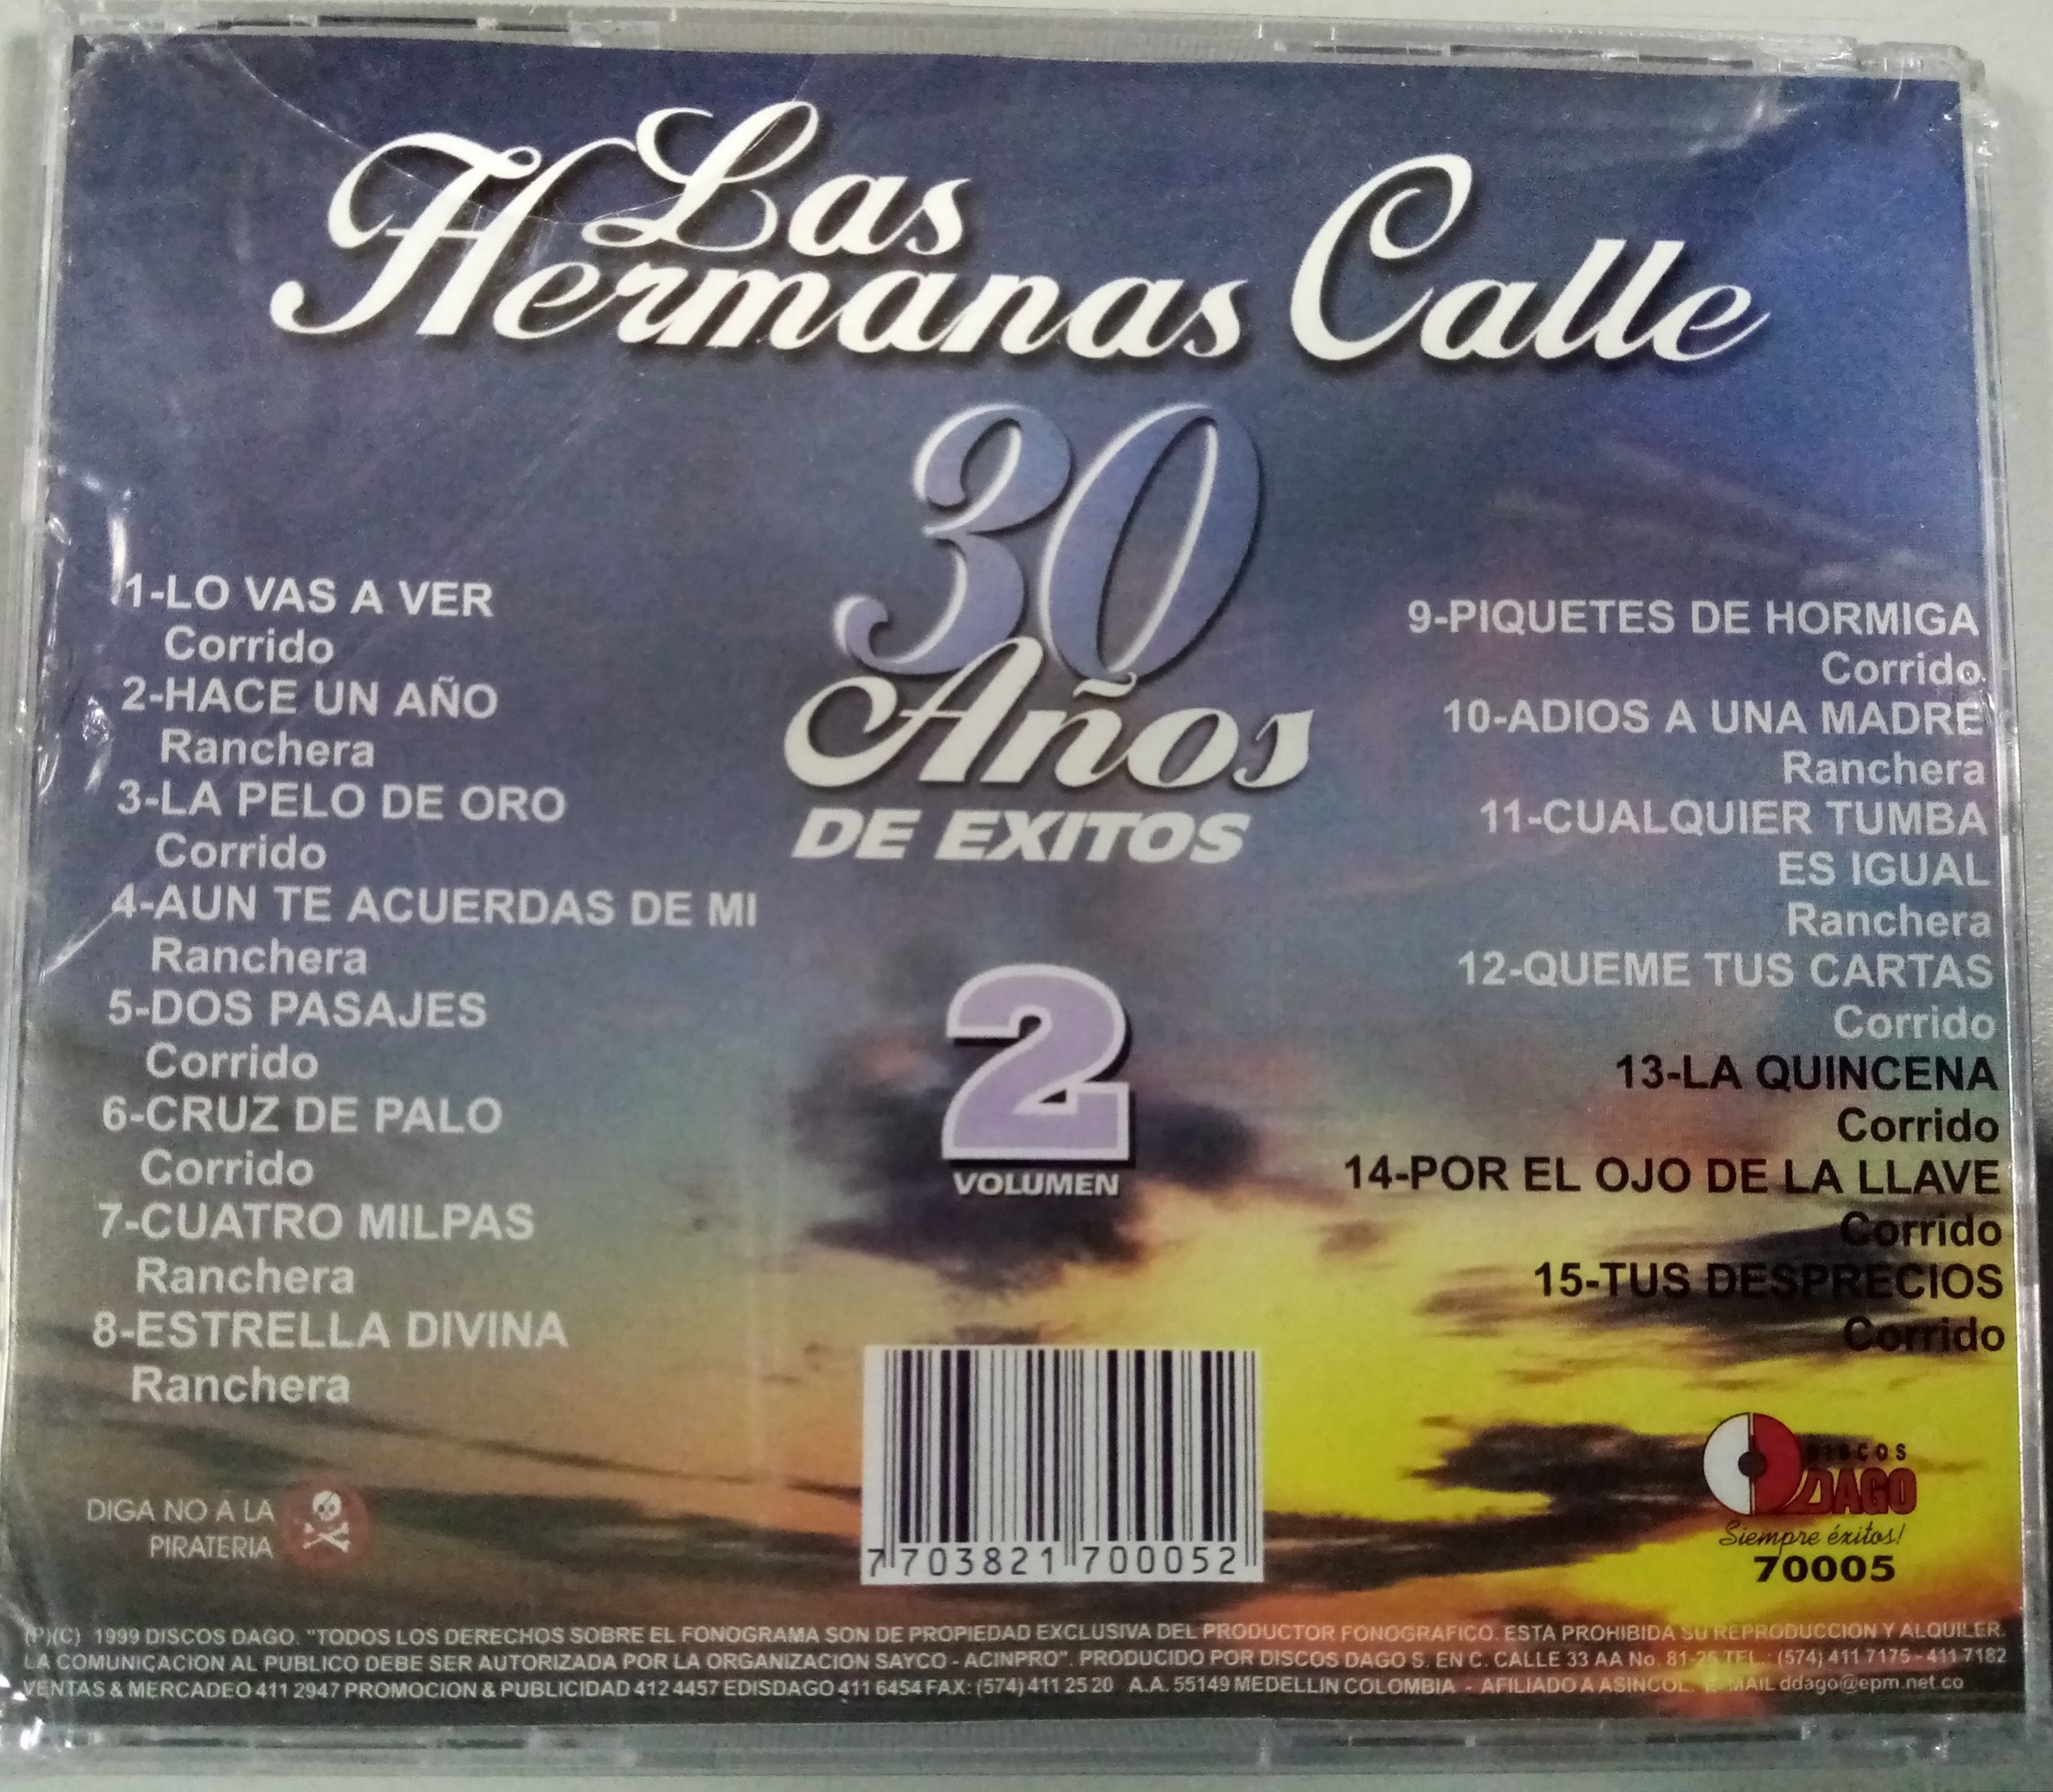 Las
Hermanas Calle
30
Años
DE EXITOS
2
VOLUMEN
1-LO VAS A VER
Corrido
2-HACE UN AÑO
Ranchera
3-LA PELO DE ORO
Corrido
4-AUN TE ACUERDAS DE MI
Ranchera
5-DOS PASAJES
Corrido
6-CRUZ DE PALO
Corrido
7-CUATRO MILPAS
Ranchera
8-ESTRELLA DIVINA
Ranchera
9-PIQUETES DE HORMIGA
Corrido
10-ADIOS A UNA MADRE
Ranchera
11-CUALQUIER TUMBA
ES IGUAL
Ranchera
12-QUEME TUS CARTAS
Corrido
13-LA QUINCENA
Corrido
14-POR EL OJO DE LA LLAVE
Corrido
15-TUS DESPRECIOS
Corrido
DIGA NO A LA
PIRATERIA
7 703821 700052
DISCOS
DAGO
Siempre éxitos!
70005
(P)(C) 1999 DISCOS DAGO. "TODOS LOS DERECHOS SOBRE EL FONOGRAMA SON DE PROPIEDAD EXCLUSIVA DEL PRODUCTOR FONOGRAFICO. ESTA PROHIBIDA SU REPRODUCCION Y ALQUILER.
LA COMUNICACION AL PUBLICO DEBE SER AUTORIZADA POR LA ORGANIZACION SAYCO - ACINPRO". PRODUCIDO POR DISCOS DAGO S. EN C. CALLE 33 AA No. 81-25 TEL.: (574) 411 7175 - 411 7182
VENTAS & MERCADEO 411 2947 PROMOCION & PUBLICIDAD 412 4457 EDISDAGO 411 6454 FAX: (574) 411 25 20 A.A. 55149 MEDELLIN COLOMBIA - AFILIADO A ASINCOL E-MAIL ddago@epm.net.co